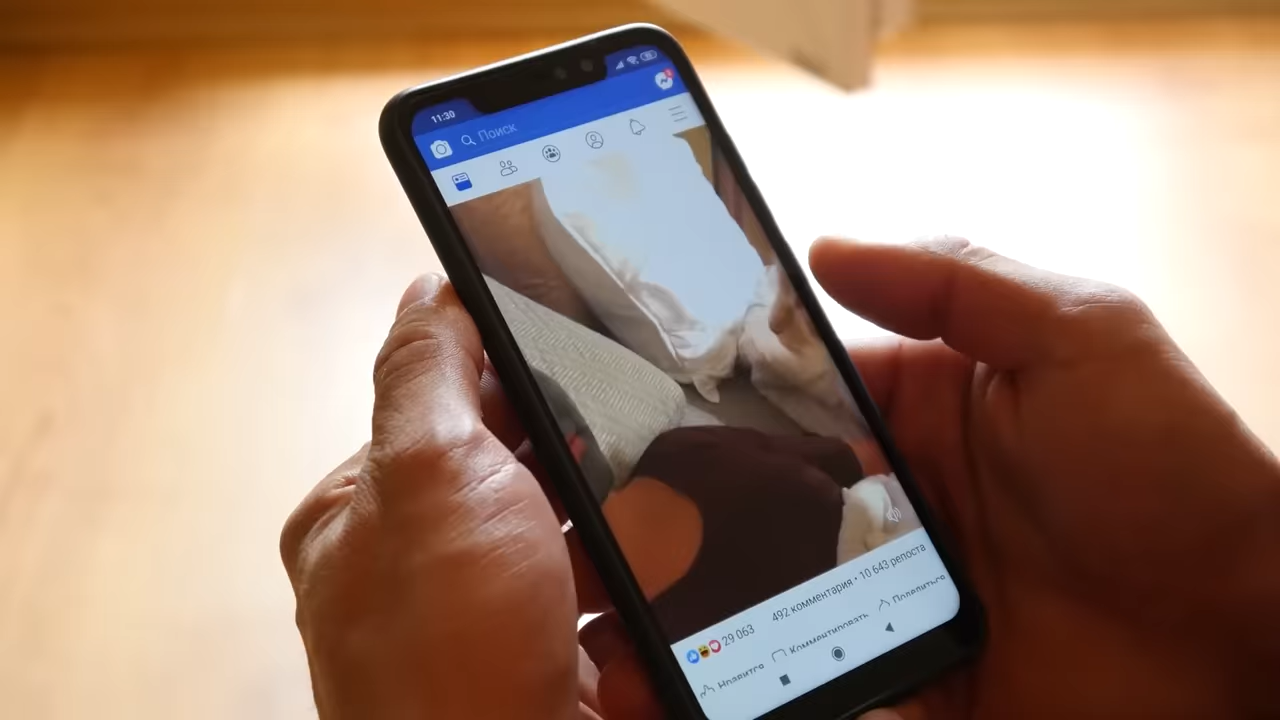 11:30
Поиск
29 063 492 комментария • 10 643 репоста
Нравится Комментировать Поделиться